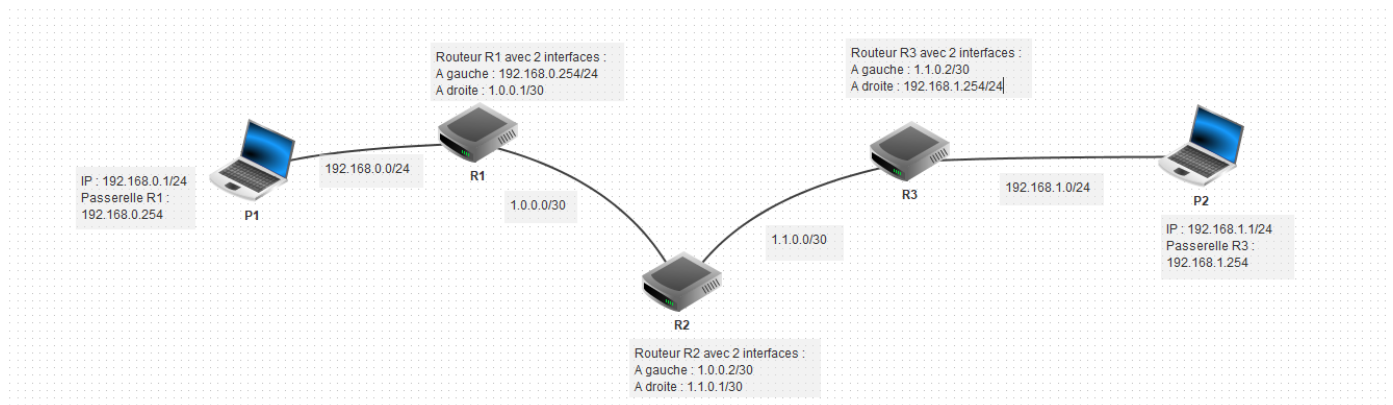 Routeur R1 avec 2 interfaces :
A gauche : 192.168.0.254/24
A droite : 1.0.0.1/30
Routeur R3 avec 2 interfaces :
A gauche : 1.1.0.2/30
A droite : 192.168.1.254/24
192.168.0.0/24
R1
IP : 192.168.0.1/24
Passerelle R1 :
192.168.0.254
P1
1.0.0.0/30
1.1.0.0/30
R3
192.168.1.0/24
P2
IP : 192.168.1.1/24
Passerelle R3 :
192.168.1.254
R2
Routeur R2 avec 2 interfaces :
A gauche : 1.0.0.2/30
A droite : 1.1.0.1/30